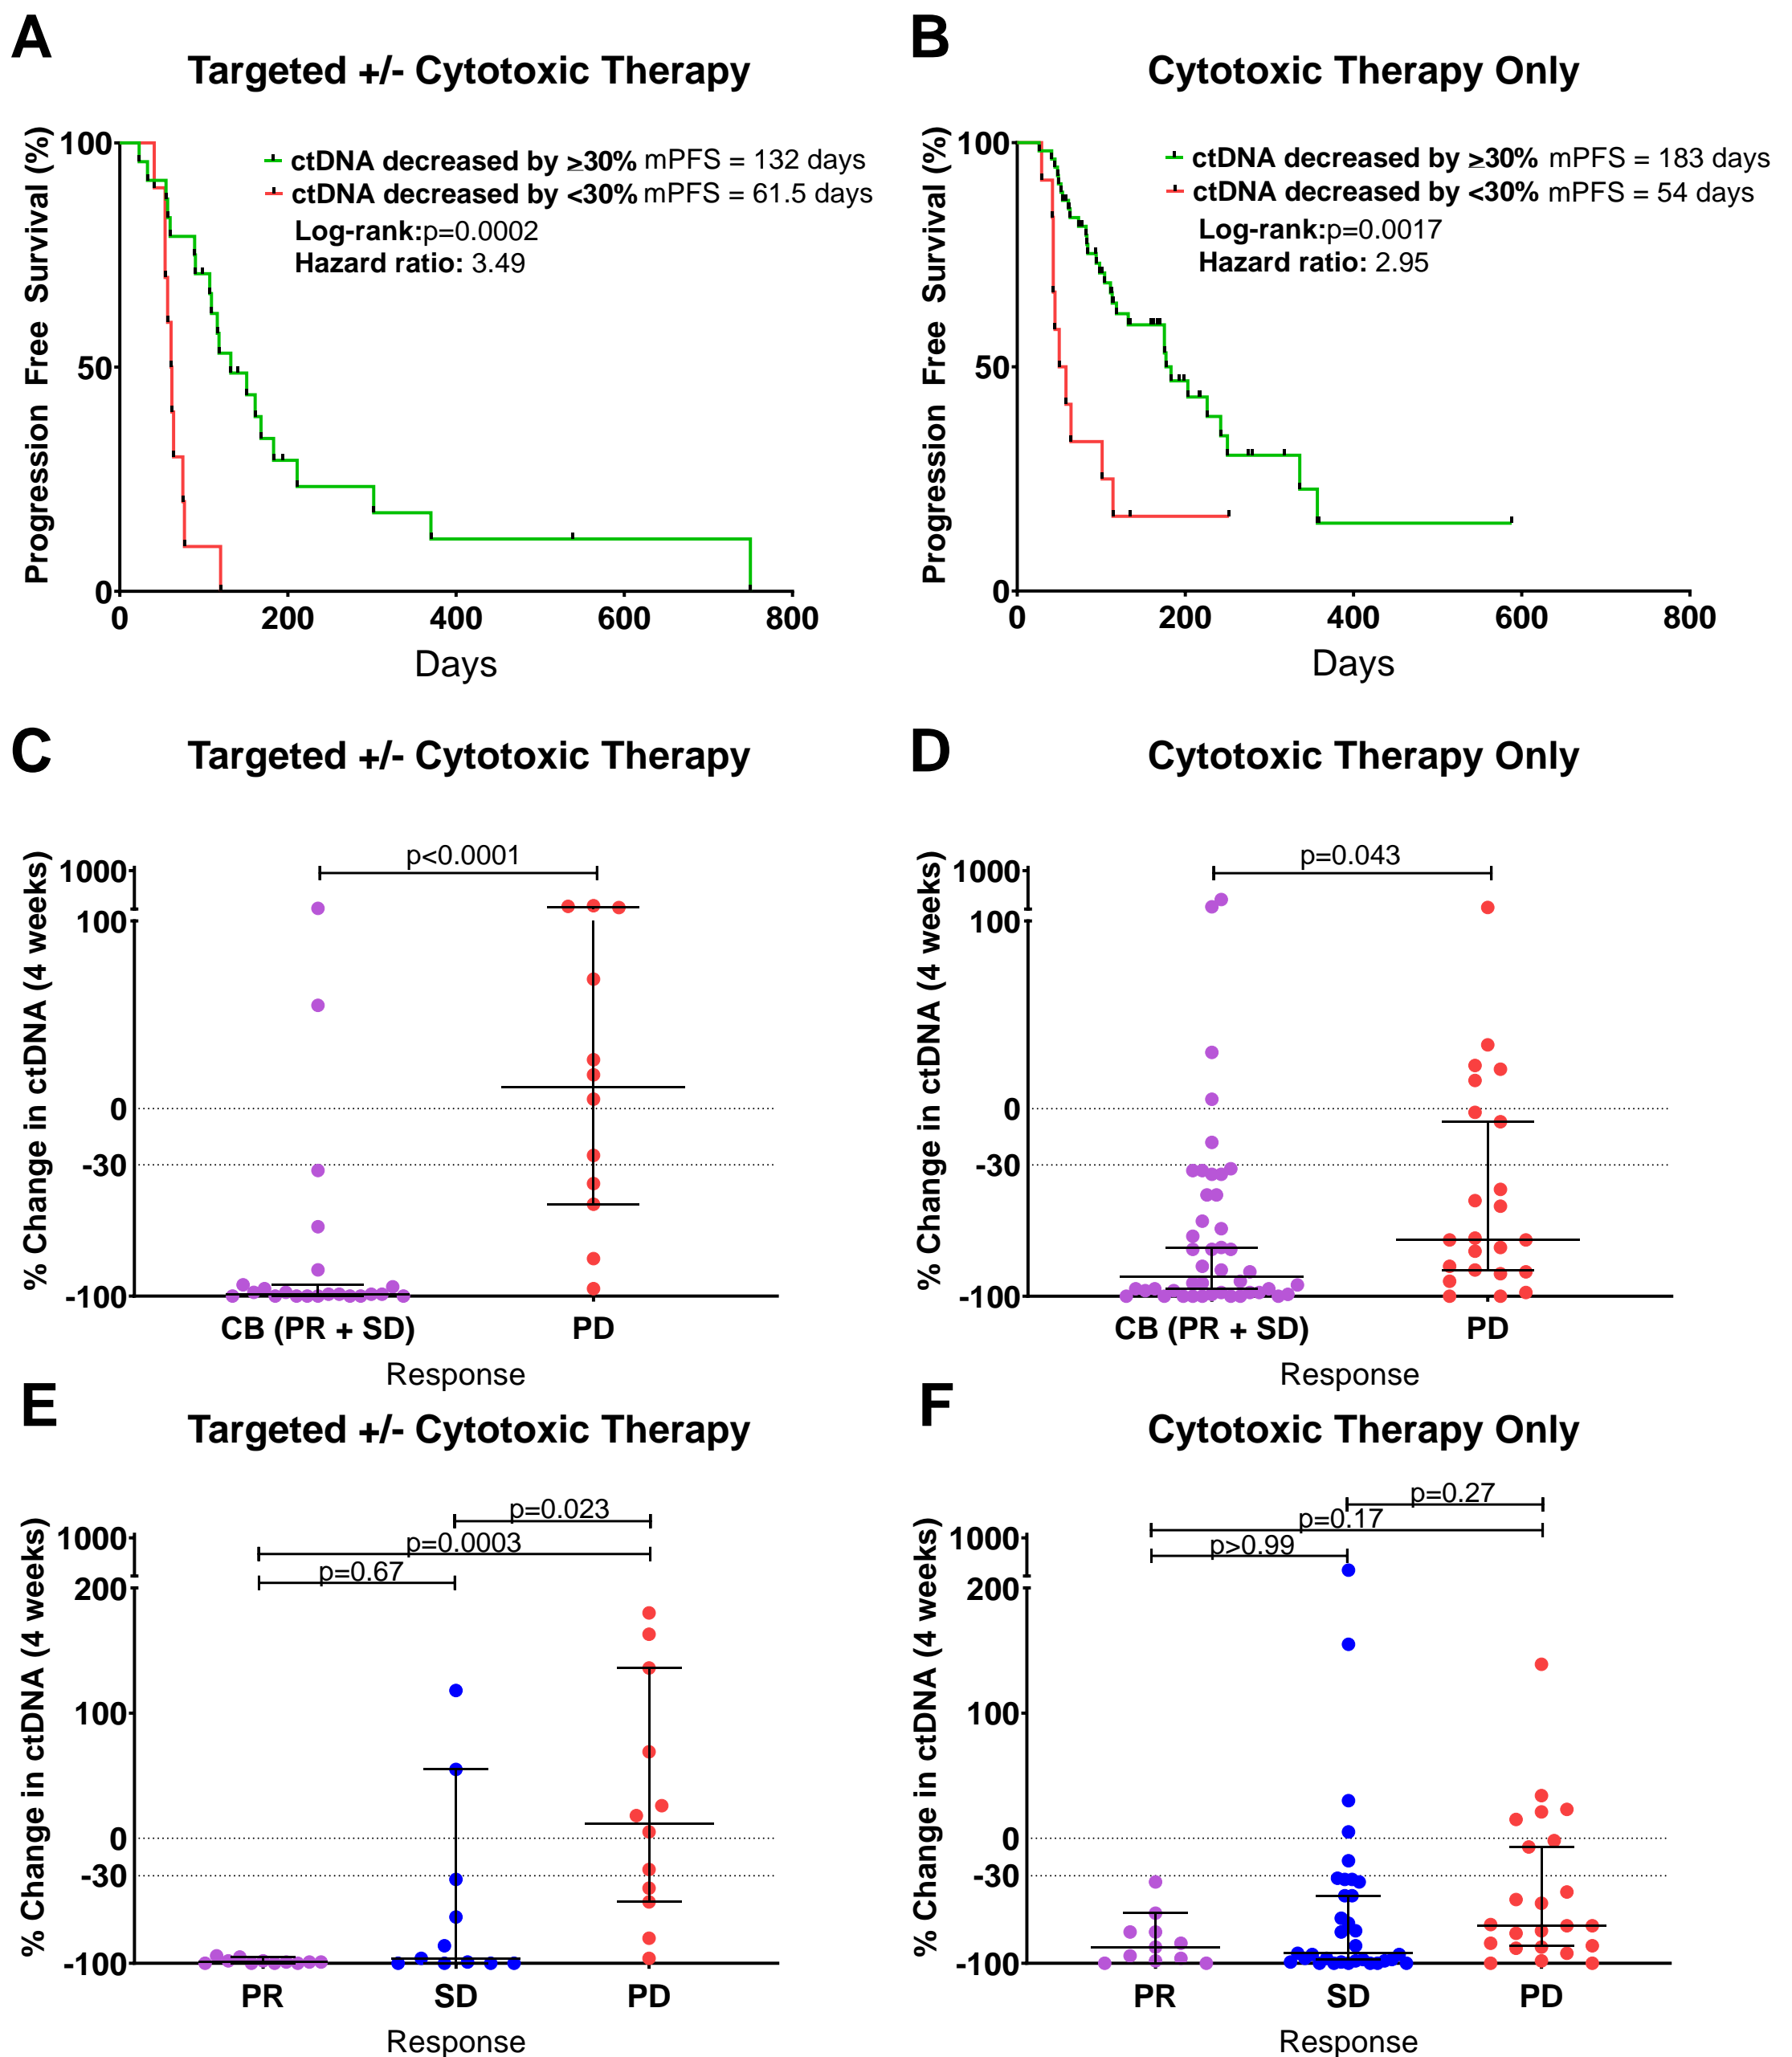 A
Targeted +/- Cytotoxic Therapy
Progression Free Survival (%)
100
50
0
ctDNA decreased by ≥30% mPFS = 132 days
ctDNA decreased by <30% mPFS = 61.5 days
Log-rank:p=0.0002
Hazard ratio: 3.49
0 200 400 600 800
Days
B
Cytotoxic Therapy Only
Progression Free Survival (%)
100
50
0
ctDNA decreased by ≥30% mPFS = 183 days
ctDNA decreased by <30% mPFS = 54 days
Log-rank:p=0.0017
Hazard ratio: 2.95
0 200 400 600 800
Days
C
Targeted +/- Cytotoxic Therapy
% Change in ctDNA (4 weeks)
p<0.0001
1000
100
0
-30
-100
CB (PR + SD) PD
Response
D
Cytotoxic Therapy Only
% Change in ctDNA (4 weeks)
p=0.043
1000
100
0
-30
-100
CB (PR + SD) PD
Response
E
Targeted +/- Cytotoxic Therapy
% Change in ctDNA (4 weeks)
p=0.023
p=0.0003
p=0.67
1000
200
100
0
-30
-100
PR SD PD
Response
F
Cytotoxic Therapy Only
% Change in ctDNA (4 weeks)
p=0.27
p=0.17
p>0.99
1000
200
100
0
-30
-100
PR SD PD
Response